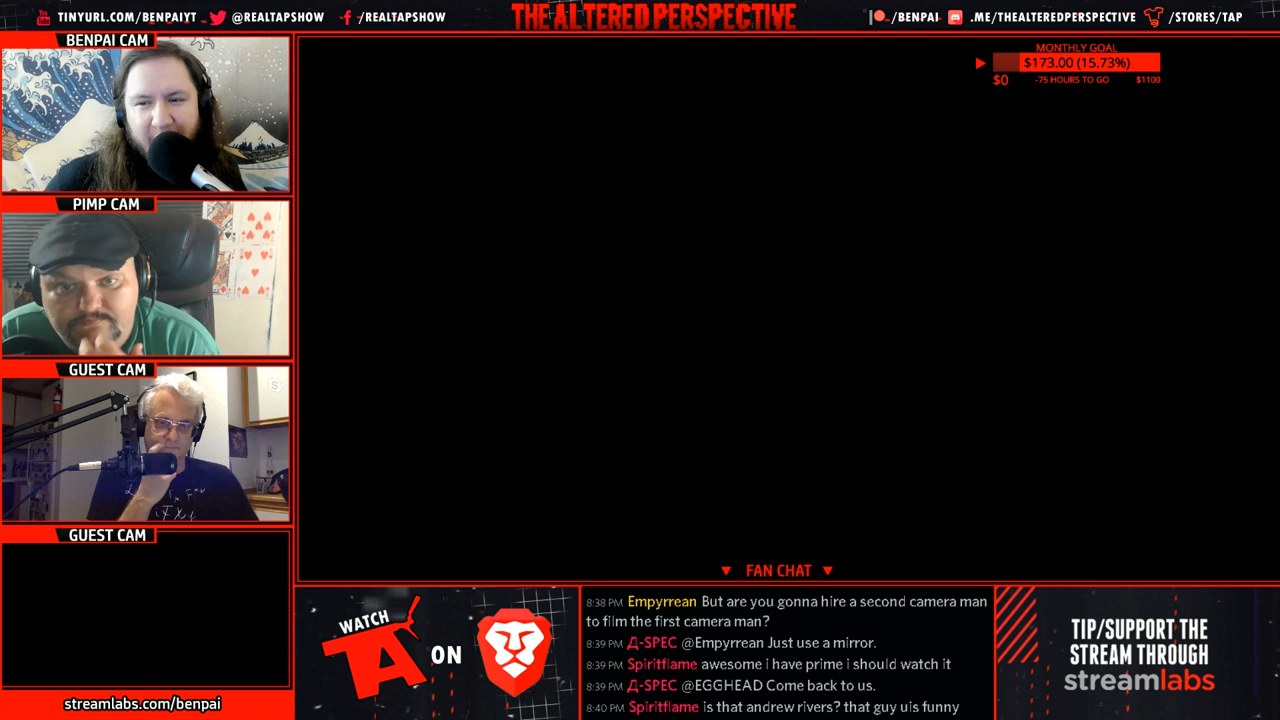 TINYURL.COM/BENPAIYT
@REALTAPSHOW
/REALTAPSHOW
THE ALTERED PERSPECTIVE
/BENPAI
.ME/THEALTEREDPERSPECTIVE
/STORES/TAP
BENPAI CAM
MONTHLY GOAL
$173.00 (15.73%)
$0
-75 HOURS TO GO
$1100
PIMP CAM
GUEST CAM
S
GUEST CAM
FAN CHAT
WATCH
TA ON
8:38 PM Empyrrean But are you gonna hire a second camera man
to film the first camera man?
8:39 PM Д-SPEC @Empyrrean Just use a mirror.
8:39 PM Spiritflame awesome i have prime i should watch it
8:39 PM Д-SPEC @EGGHEAD Come back to us.
8:40 PM Spiritflame is that andrew rivers? that guy uis funny
TIP/SUPPORT THE
STREAM THROUGH
streamlabs
streamlabs.com/benpai